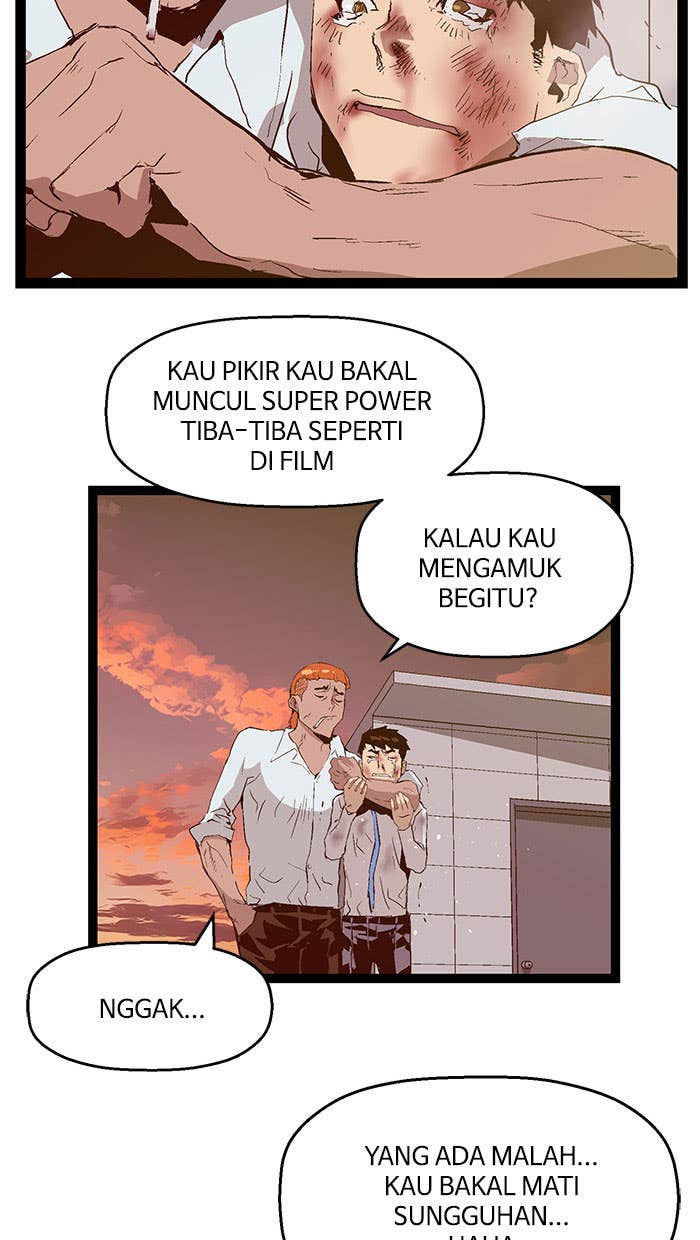 KAU PIKIR KAU BAKAL
MUNCUL SUPER POWER
TIBA-TIBA SEPERTI
DI FILM
KALAU KAU
MENGAMUK
BEGITU?
NGGAK...
YANG ADA MALAH...
KAU BAKAL MATI
SUNGGUHAN...